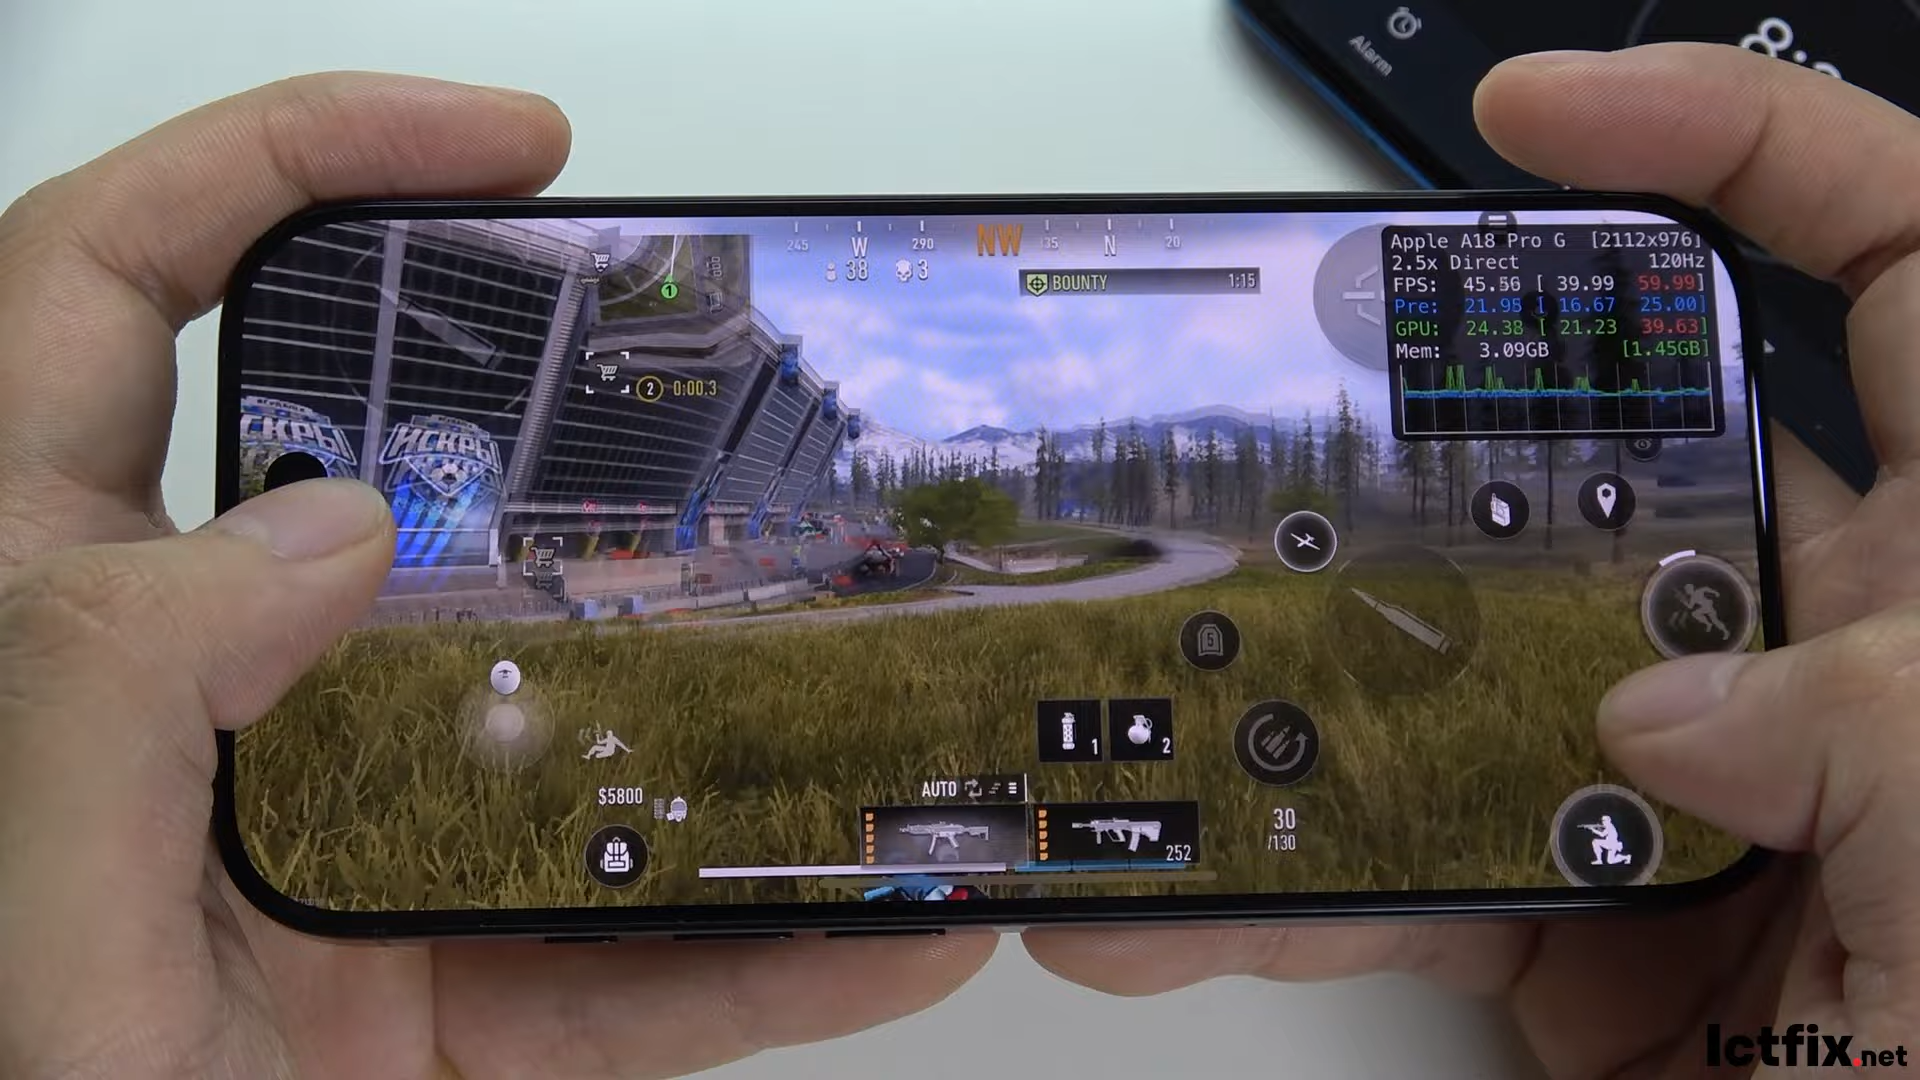 Alarm
8:
245 W 290 NW 335 N 20
38 3
BOUNTY 1:15
Apple A18 Pro G [2112x976]
2.5x Direct 120Hz
FPS: 45.56 [ 39.99 59.99]
Pre: 21.95 [ 16.67 25.00]
GPU: 24.38 [ 21.23 39.63]
Mem: 3.09GB [1.45GB]
1
2 0:00.3
ИСКРЫ
ИСКРЫ
5
1
2
$5800
AUTO
252
30
/130
Ictfix.net